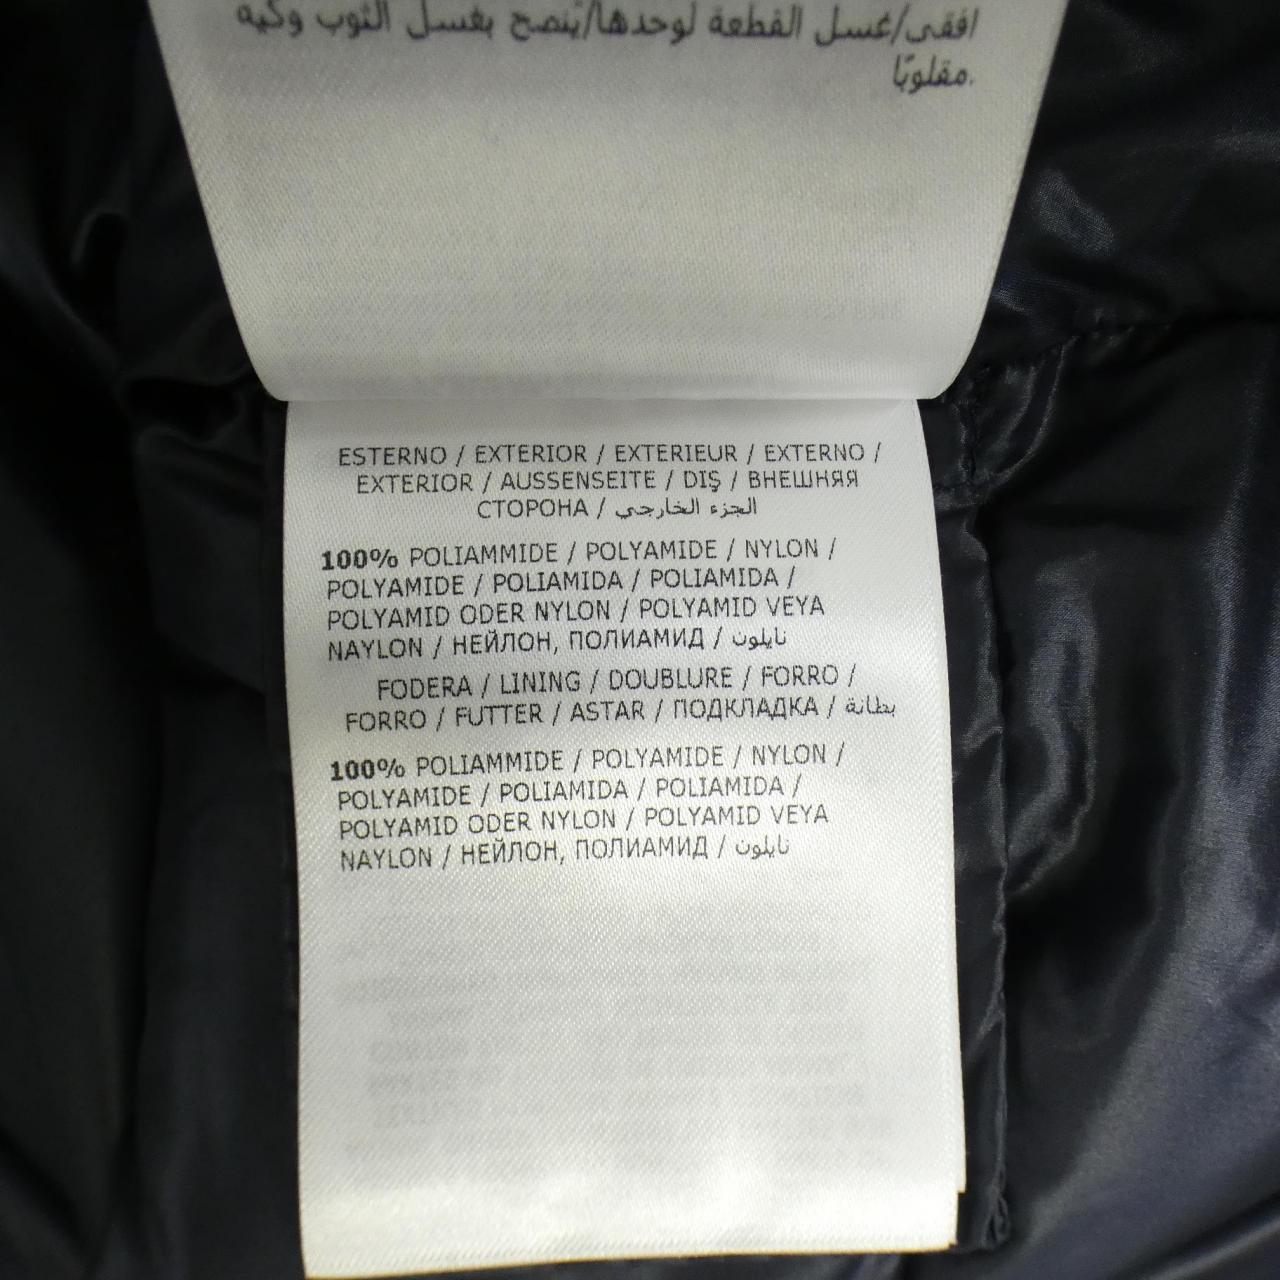 افقي/غسل القطعة لوحدها/يُنصح بغسل الثوب وكيه
مقلوبًا.
ESTERNO / EXTERIOR / EXTERIEUR / EXTERNO /
EXTERIOR / AUSSENSEITE / DIŞ / ВНЕШНЯЯ
СТОРОНА / الجزء الخارجي
100% POLIAMMIDE / POLYAMIDE / NYLON /
POLYAMIDE / POLIAMIDA / POLIAMIDA /
POLYAMID ODER NYLON / POLYAMID VEYA
NAYLON / НЕЙЛОН, ПОЛИАМИД / نايلون
FODERA / LINING / DOUBLURE / FORRO /
FORRO / FUTTER / ASTAR / ПОДКЛАДКА / بطانة
100% POLIAMMIDE / POLYAMIDE / NYLON /
POLYAMIDE / POLIAMIDA / POLIAMIDA /
POLYAMID ODER NYLON / POLYAMID VEYA
NAYLON / НЕЙЛОН, ПОЛИАМИД / نايلون